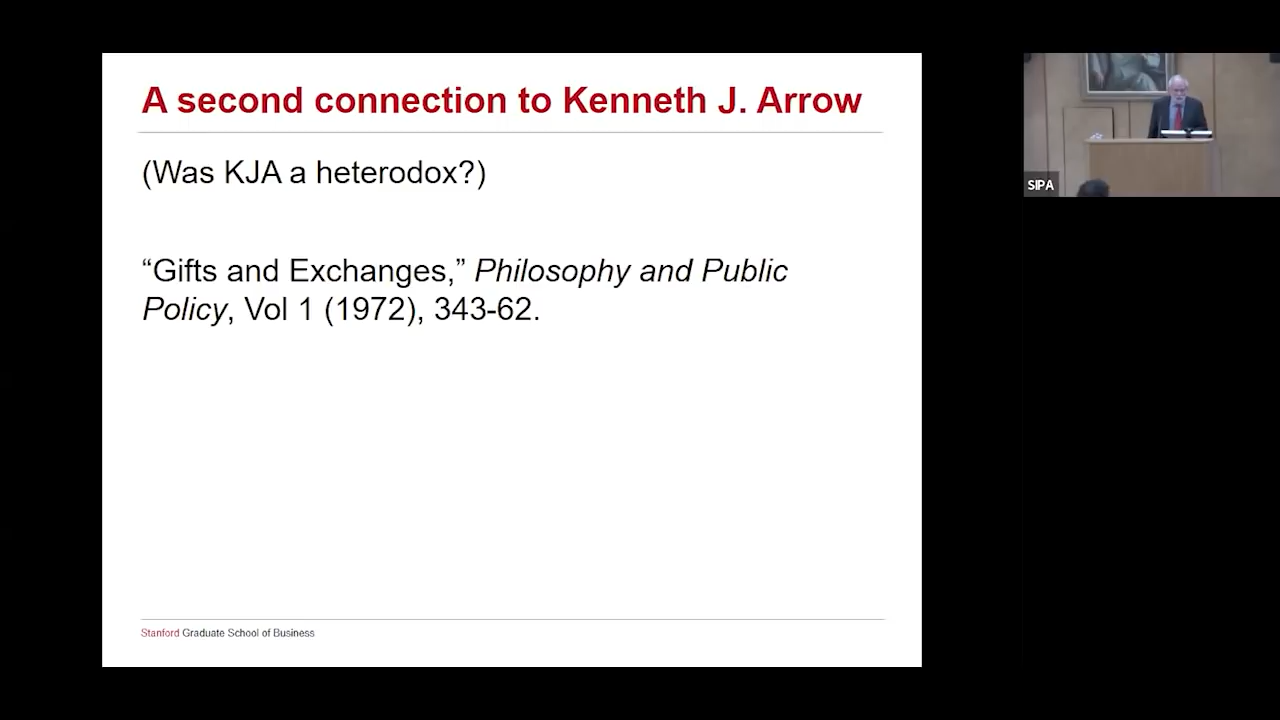 A second connection to Kenneth J. Arrow
(Was KJA a heterodox?)
“Gifts and Exchanges,” Philosophy and Public
Policy, Vol 1 (1972), 343-62.
Stanford Graduate School of Business
SIPA